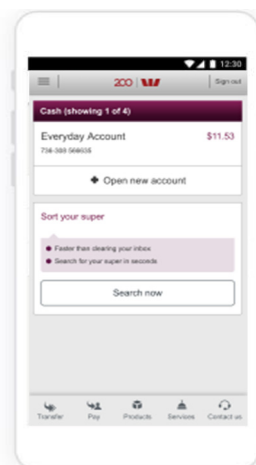 12:30
200
Sign out
Cash (showing 1 of 4)
Everyday Account $11.53
Open new account
Sort your super
Faster than clearing your inbox
Search for your super in seconds
Search now
Transfer Pay Products Services Contact us